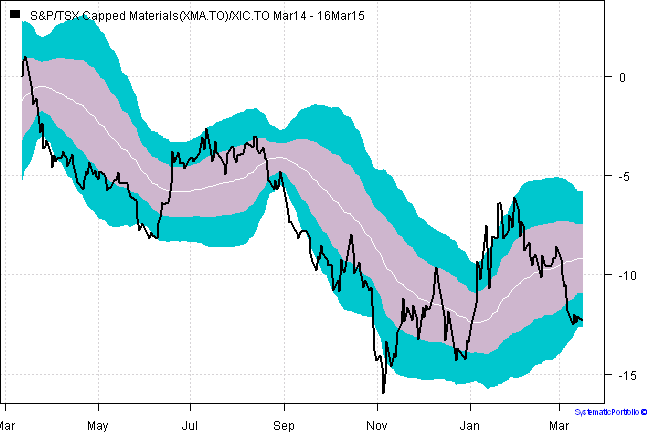 S&P/TSX Capped Materials(XMA.TO)/XIC.TO Mar14 - 16Mar15
0
-5
-10
-15
Mar May Jul Sep Nov Jan Mar
SystematicPortfolio ©